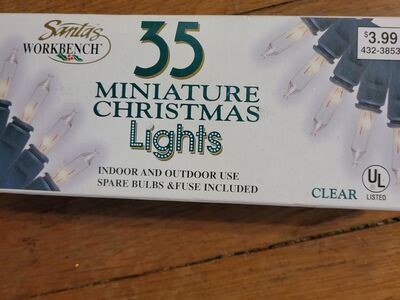 Santa's
WORKBENCH
35
MINIATURE
CHRISTMAS
Lights
INDOOR AND OUTDOOR USE
SPARE BULBS &FUSE INCLUDED
CLEAR
UL
LISTED
$3.99
432-3853